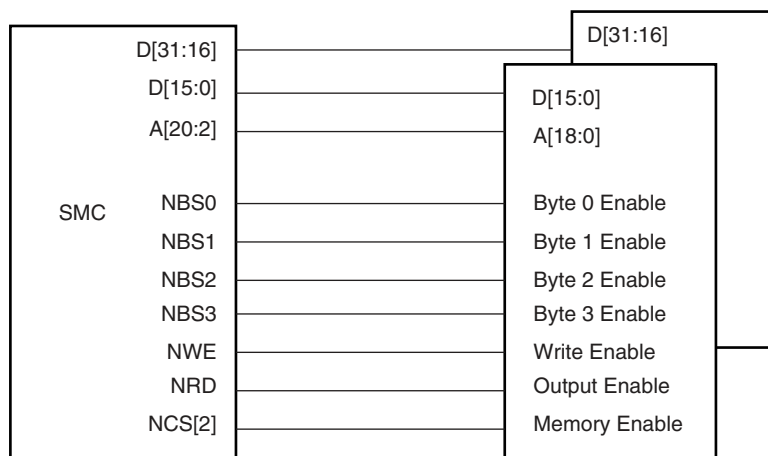 D[31:16] D[31:16]
D[15:0] D[15:0]
A[20:2] A[18:0]
SMC
NBS0 Byte 0 Enable
NBS1 Byte 1 Enable
NBS2 Byte 2 Enable
NBS3 Byte 3 Enable
NWE Write Enable
NRD Output Enable
NCS[2] Memory Enable